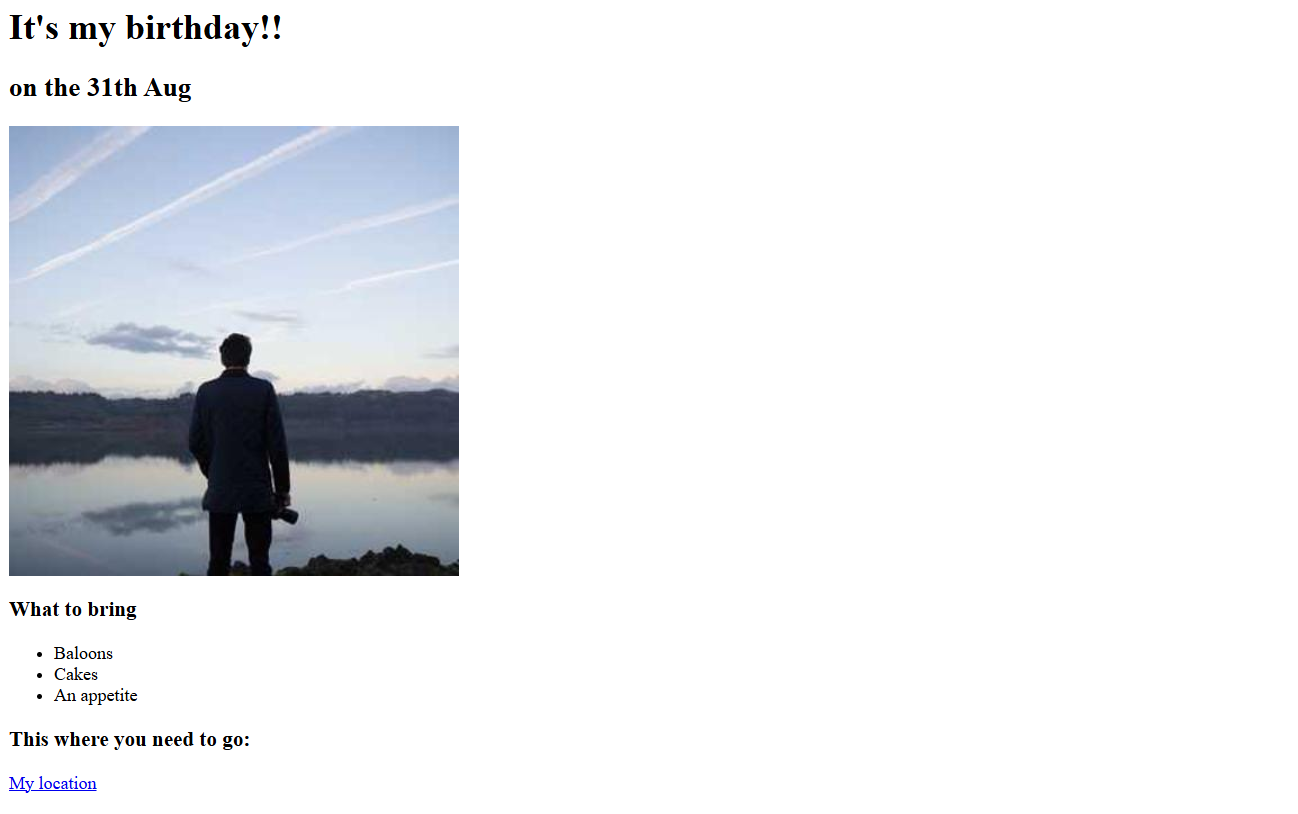 It's my birthday!!
on the 31th Aug
What to bring
Baloons
Cakes
An appetite
This where you need to go:
My location